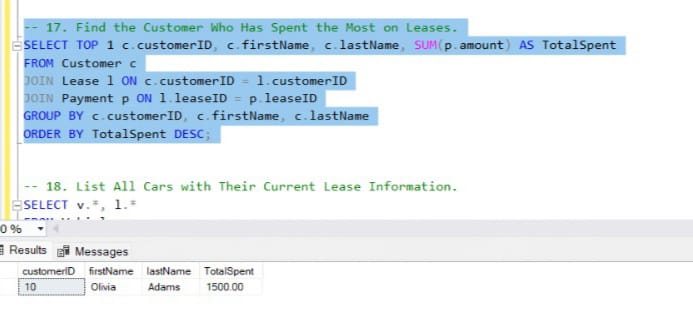 -- 17. Find the Customer Who Has Spent the Most on Leases.
SELECT TOP 1 c.customerID, c.firstName, c.lastName, SUM(p.amount) AS TotalSpent
FROM Customer c
JOIN Lease l ON c.customerID = l.customerID
JOIN Payment p ON l.leaseID = p.leaseID
GROUP BY c.customerID, c.firstName, c.lastName
ORDER BY TotalSpent DESC;
-- 18. List All Cars with Their Current Lease Information.
SELECT v.*, l.*
0 %
Results Messages
customerID firstName lastName TotalSpent
10 Olivia Adams 1500.00